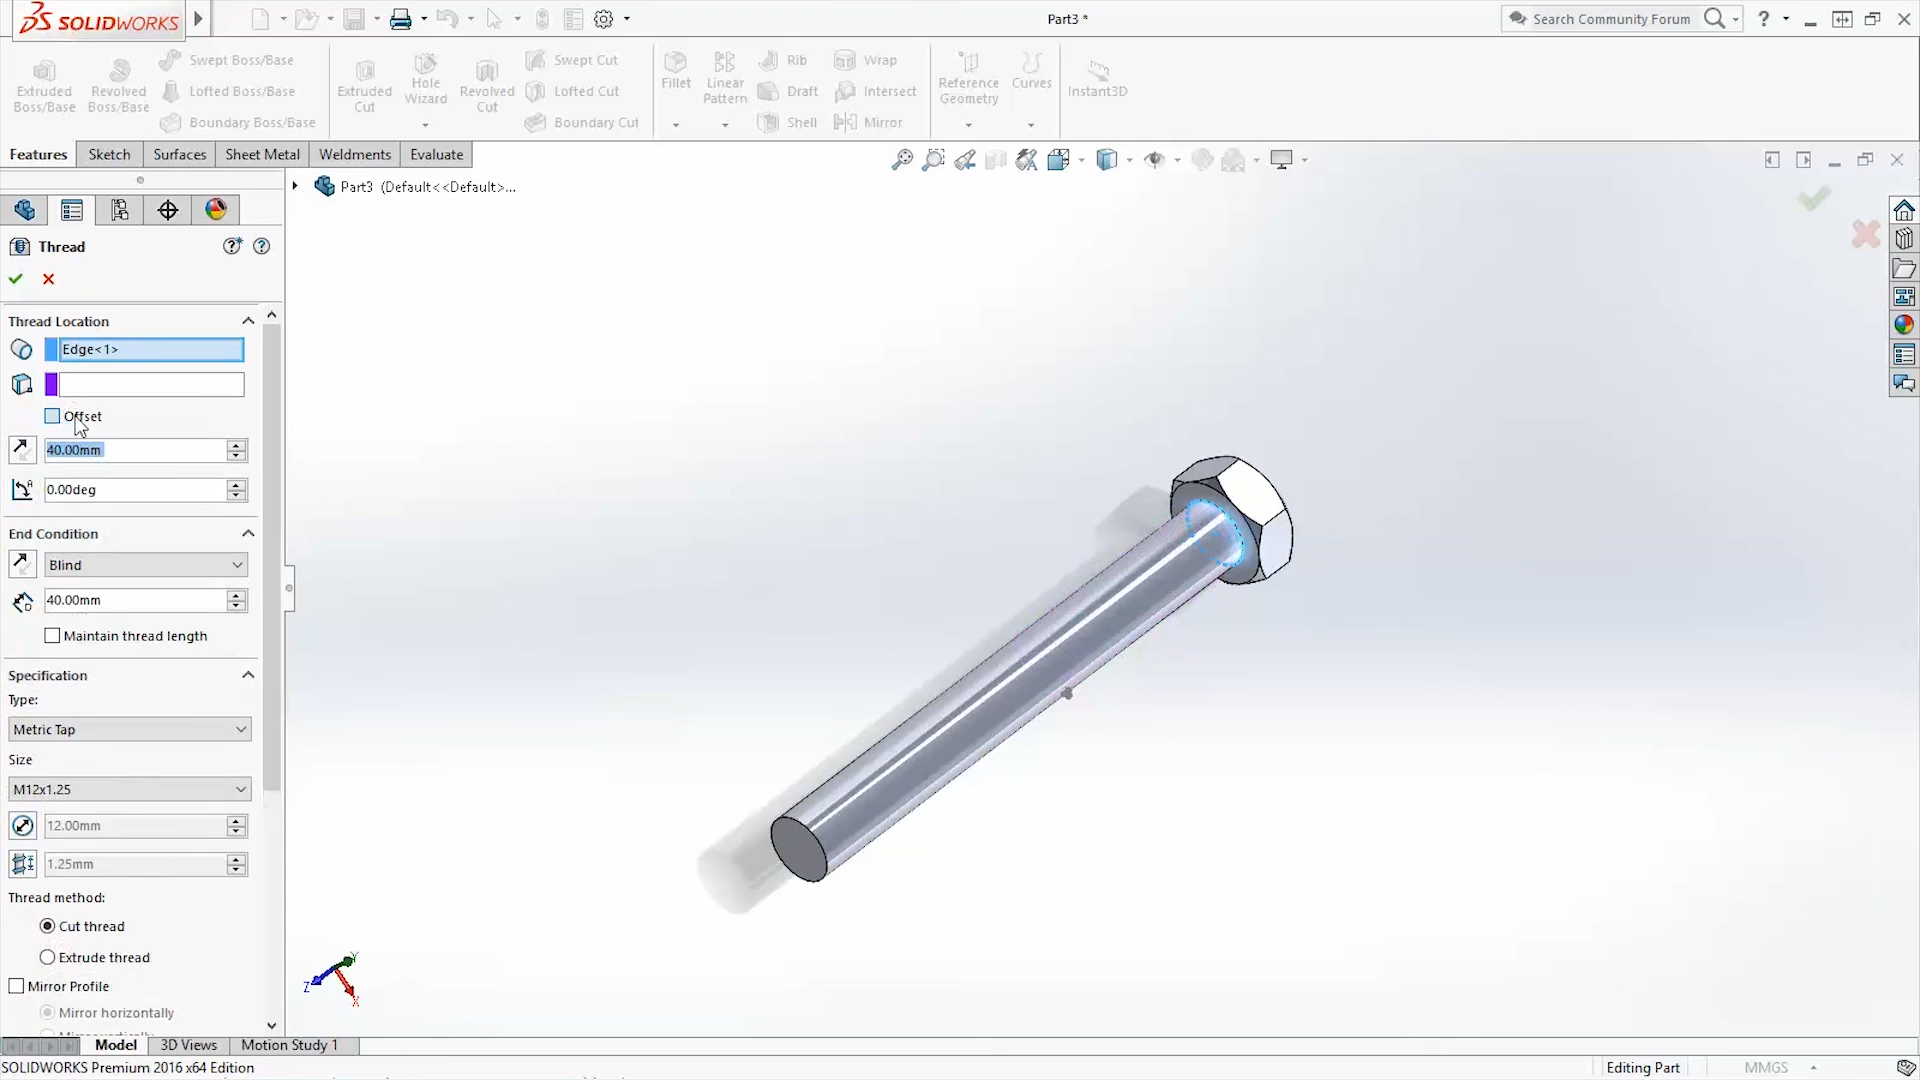 SOLIDWORKS
Part3 *
Search Community Forum
Extruded Boss/Base
Revolved Boss/Base
Swept Boss/Base
Lofted Boss/Base
Boundary Boss/Base
Extruded Cut
Hole Wizard
Revolved Cut
Swept Cut
Lofted Cut
Boundary Cut
Fillet
Linear Pattern
Rib
Draft
Shell
Wrap
Intersect
Mirror
Reference Geometry
Curves
Instant3D
Features
Sketch
Surfaces
Sheet Metal
Weldments
Evaluate
Part3 (Default<<Default>...
Thread
Thread Location
Edge<1>
Offset
40.00mm
0.00deg
End Condition
Blind
40.00mm
Maintain thread length
Specification
Type:
Metric Tap
Size
M12x1.25
12.00mm
1.25mm
Thread method:
Cut thread
Extrude thread
Mirror Profile
Mirror horizontally
Y
Z
X
Model
3D Views
Motion Study 1
SOLIDWORKS Premium 2016 x64 Edition
Editing Part
MMGS